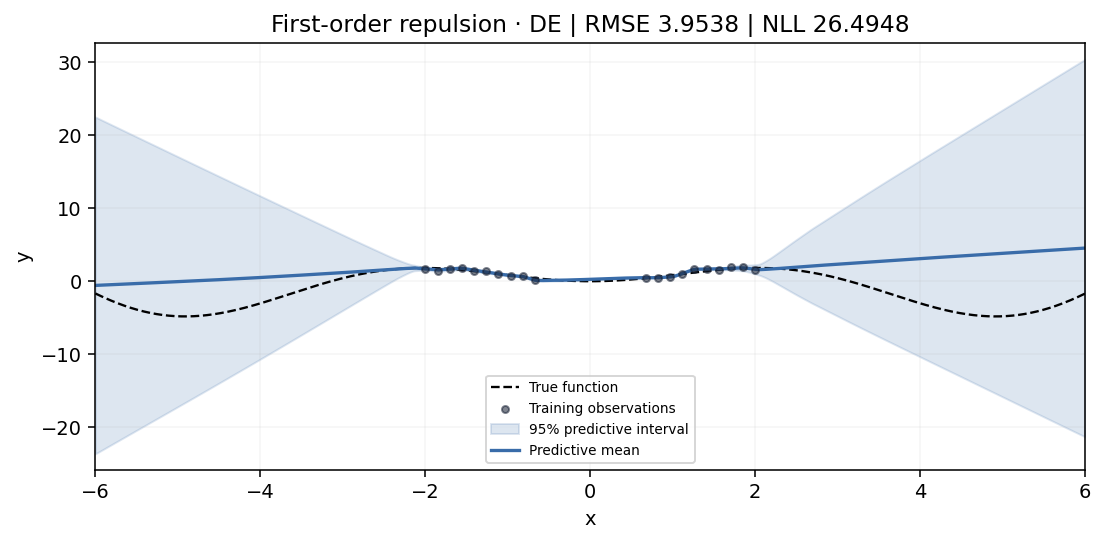 First-order repulsion · DE | RMSE 3.9538 | NLL 26.4948
30
20
10
0
−10
−20
y
True function
Training observations
95% predictive interval
Predictive mean
−6
−4
−2
0
2
4
6
x